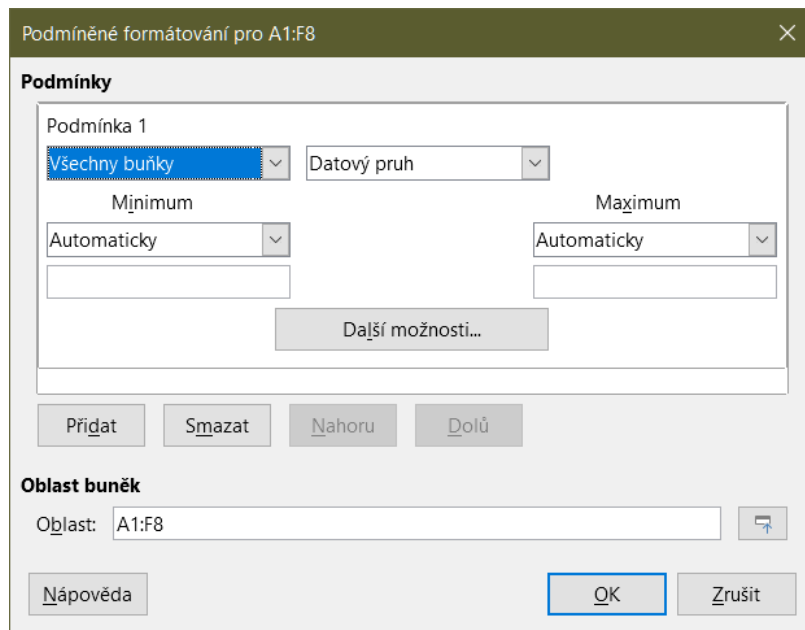 Podmíněné formátování pro A1:F8
Podmínky
Podmínka 1
Všechny buňky Datový pruh
Minimum Maximum
Automaticky Automaticky
Další možnosti...
Přidat Smazat Nahoru Dolů
Oblast buněk
Oblast: A1:F8
Nápověda OK Zrušit